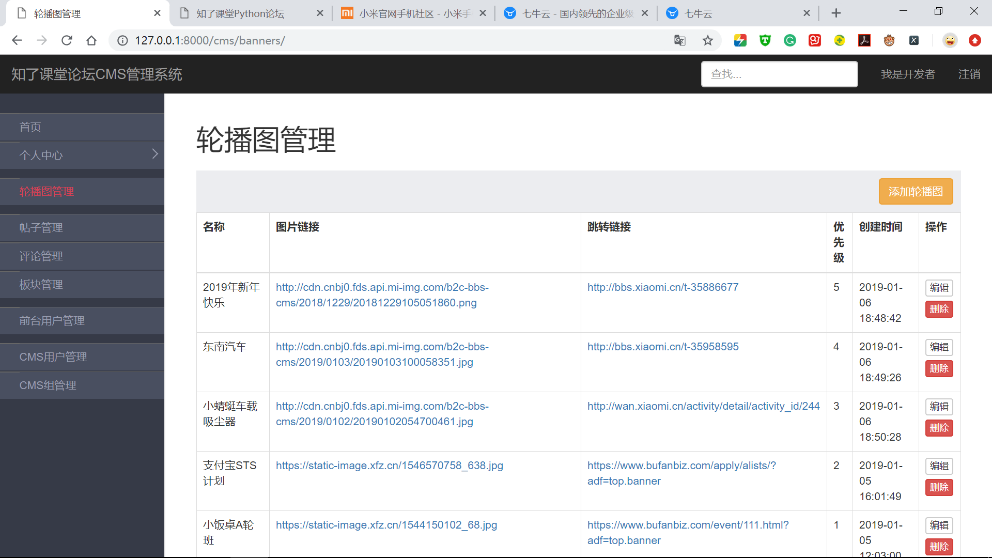 轮播图管理
知了课堂Python论坛
小米官网手机社区 - 小米手
七牛云 - 国内领先的企业级
七牛云
127.0.0.1:8000/cms/banners/
知了课堂论坛CMS管理系统
查找...
我是开发者
注销
首页
个人中心
轮播图管理
帖子管理
评论管理
板块管理
前台用户管理
CMS用户管理
CMS组管理
轮播图管理
添加轮播图
名称 图片链接 跳转链接 优先级 创建时间 操作
2019年新年快乐
http://cdn.cnbj0.fds.api.mi-img.com/b2c-bbs-
cms/2018/1229/20181229105051860.png
http://bbs.xiaomi.cn/t-35886677
5
2019-01-
06
18:48:42
编辑
删除
东南汽车
http://cdn.cnbj0.fds.api.mi-img.com/b2c-bbs-
cms/2019/0103/20190103100058351.jpg
http://bbs.xiaomi.cn/t-35958595
4
2019-01-
06
18:49:26
编辑
删除
小蜻蜓车载
吸尘器
http://cdn.cnbj0.fds.api.mi-img.com/b2c-bbs-
cms/2019/0102/20190102054700461.jpg
http://wan.xiaomi.cn/activity/detail/activity_id/244
3
2019-01-
06
18:50:28
编辑
删除
支付宝STS
计划
https://static-image.xfz.cn/1546570758_638.jpg
https://www.bufanbiz.com/apply/alists/?
adf=top.banner
2
2019-01-
05
16:01:49
编辑
删除
小饭桌A轮
班
https://static-image.xfz.cn/1544150102_68.jpg
https://www.bufanbiz.com/event/111.html?
adf=top.banner
1
2019-01-
05
12:03:00
编辑
删除